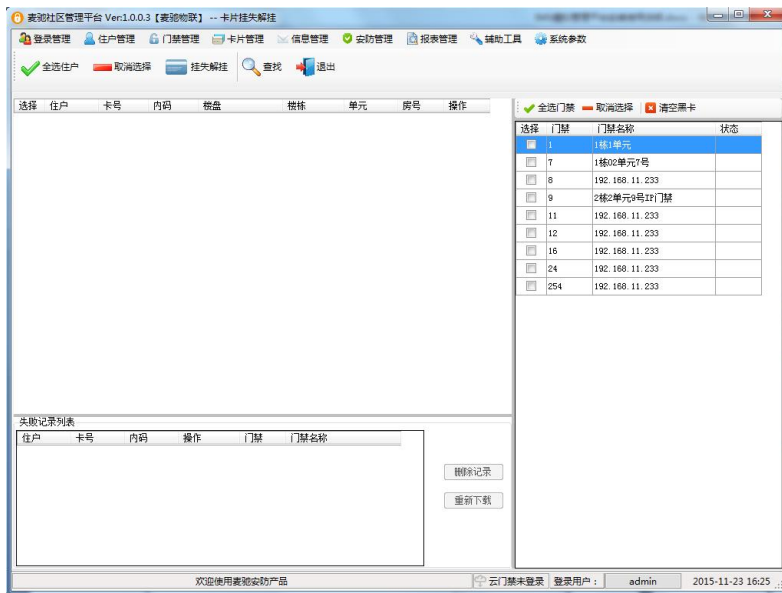 麦驰社区管理平台 Ver:1.0.0.3【麦驰物联】 -- 卡片挂失解挂
登录管理 住户管理 门禁管理 卡片管理 信息管理 安防管理 报表管理 辅助工具 系统参数
全选住户 取消选择 挂失解挂 查找 退出
选择 住户 卡号 内码 楼盘 楼栋 单元 房号 操作
全选门禁 取消选择 清空黑卡
选择 门禁 门禁名称 状态
1 1栋1单元
7 1栋02单元7号
8 192.168.11.233
9 2栋2单元9号IP门禁
11 192.168.11.233
12 192.168.11.233
16 192.168.11.233
24 192.168.11.233
254 192.168.11.233
失败记录列表
住户 卡号 内码 操作 门禁 门禁名称
删除记录
重新下载
欢迎使用麦驰安防产品 云门禁未登录 登录用户： admin 2015-11-23 16:25